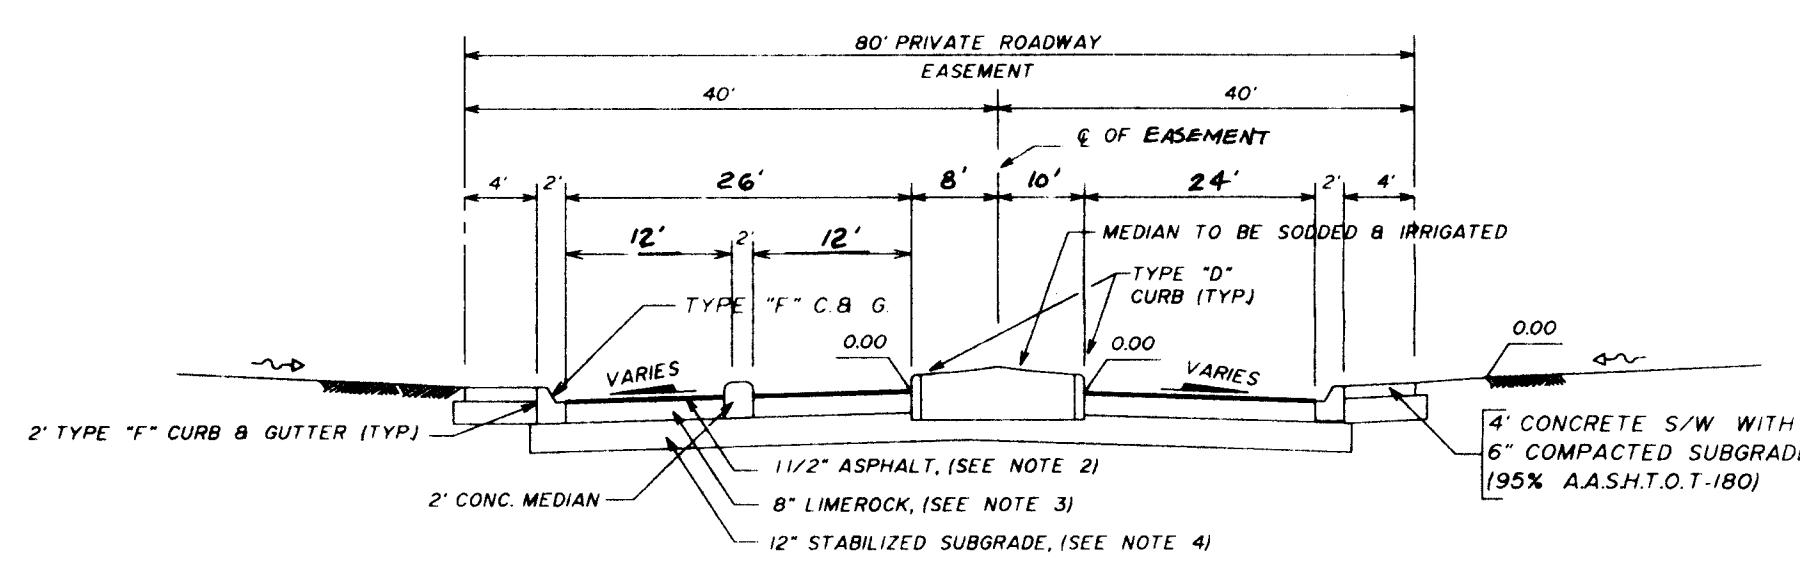 80' PRIVATE ROADWAY
EASEMENT
40' 40'
℄ OF EASEMENT
4' 2' 26' 8' 10' 24' 2' 4'
12' 2' 12'
MEDIAN TO BE SODDED & IRRIGATED
TYPE "D"
CURB (TYP.)
TYPE "F" C. & G.
0.00 0.00 0.00
VARIES VARIES
2' TYPE "F" CURB & GUTTER (TYP.)
4' CONCRETE S/W WITH
6" COMPACTED SUBGRADE
(95% A.A.S.H.T.O. T-180)
1 1/2" ASPHALT, (SEE NOTE 2)
2' CONC. MEDIAN
8" LIMEROCK, (SEE NOTE 3)
12" STABILIZED SUBGRADE, (SEE NOTE 4)